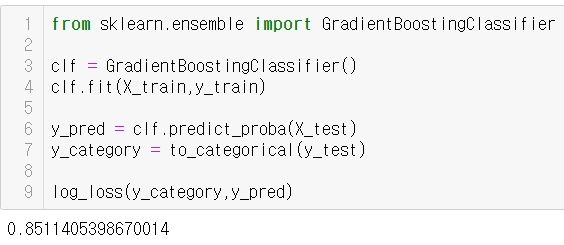 1 from sklearn.ensemble import GradientBoostingClassifier
2
3 clf = GradientBoostingClassifier()
4 clf.fit(X_train,y_train)
5
6 y_pred = clf.predict_proba(X_test)
7 y_category = to_categorical(y_test)
8
9 log_loss(y_category,y_pred)
0.8511405398670014